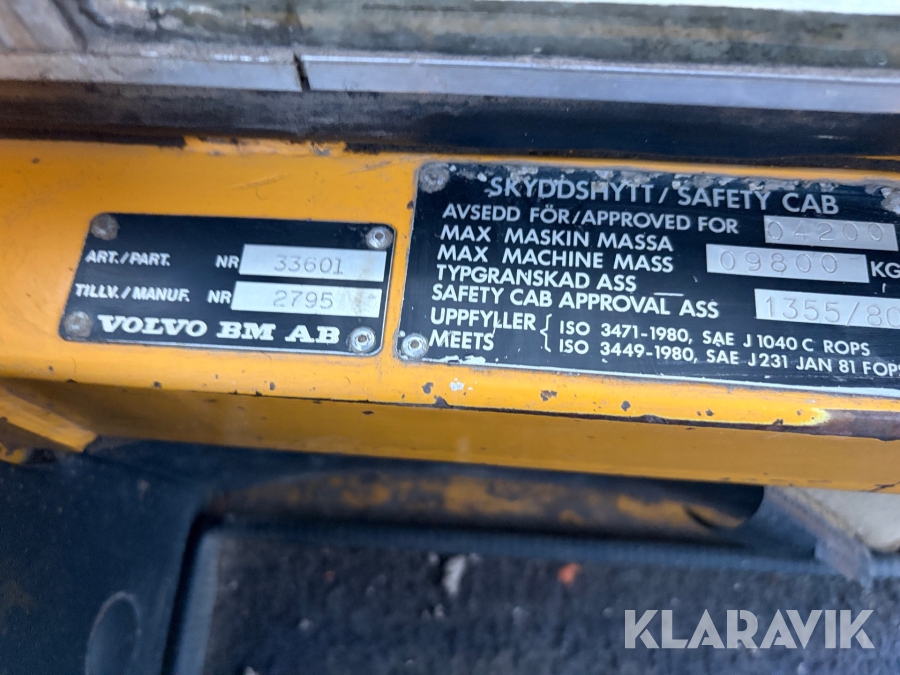 ART./PART. NR 33601
TILLV./MANUF. NR 2795
VOLVO BM AB
SKYDDSHYTT/SAFETY CAB
AVSEDD FÖR/APPROVED FOR 04200
MAX MASKIN MASSA
MAX MACHINE MASS 09800 KG
TYPGRANSKAD ASS
SAFETY CAB APPROVAL ASS 1355/80
UPPFYLLER { ISO 3471-1980, SAE J1040 C ROPS
MEETS ISO 3449-1980, SAE J231 JAN 81 FOPS
KLARAVIK